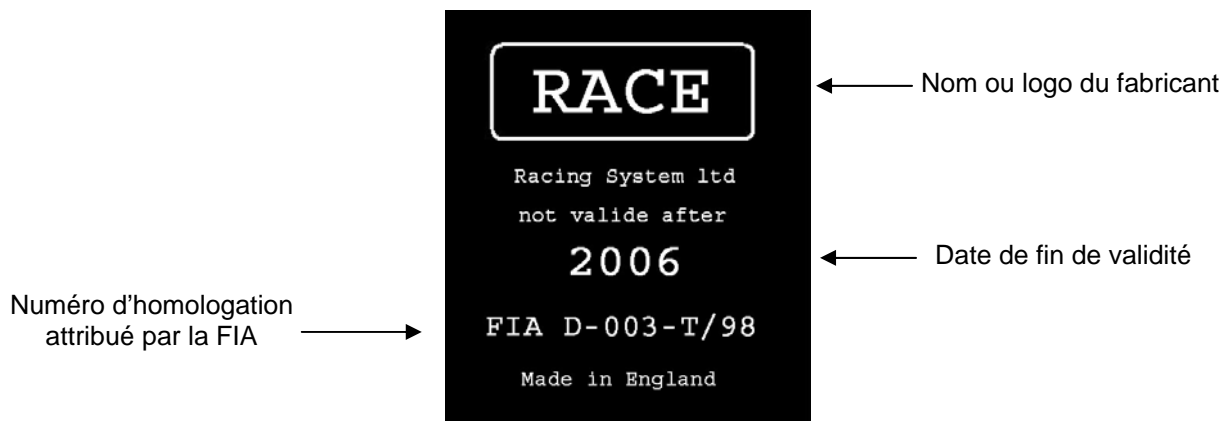 RACE
Nom ou logo du fabricant
Racing System ltd
not valide after
2006
Date de fin de validité
Numéro d’homologation
attribué par la FIA
FIA D-003-T/98
Made in England